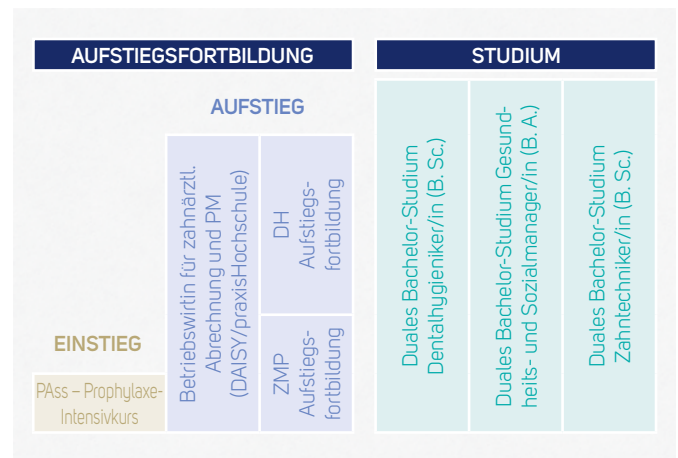 AUFSTIEGSFORTBILDUNG
STUDIUM
AUFSTIEG
EINSTIEG
PAss – Prophylaxe-
Intensivkurs
Betriebswirtin für zahnärztl.
Abrechnung und PM
(DAISY/praxisHochschule)
DH
Aufstiegs-
fortbildung
ZMP
Aufstiegs-
fortbildung
Duales Bachelor-Studium
Dentalhygieniker/in (B. Sc.)
Duales Bachelor-Studium Gesund-
heits- und Sozialmanager/in (B. A.)
Duales Bachelor-Studium
Zahntechniker/in (B. Sc.)